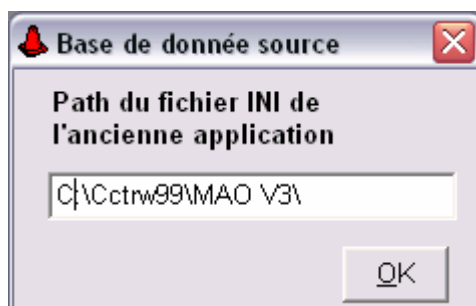 Base de donnée source
Path du fichier INI de
l'ancienne application
C:\Cctrw99\MAO V3\
OK